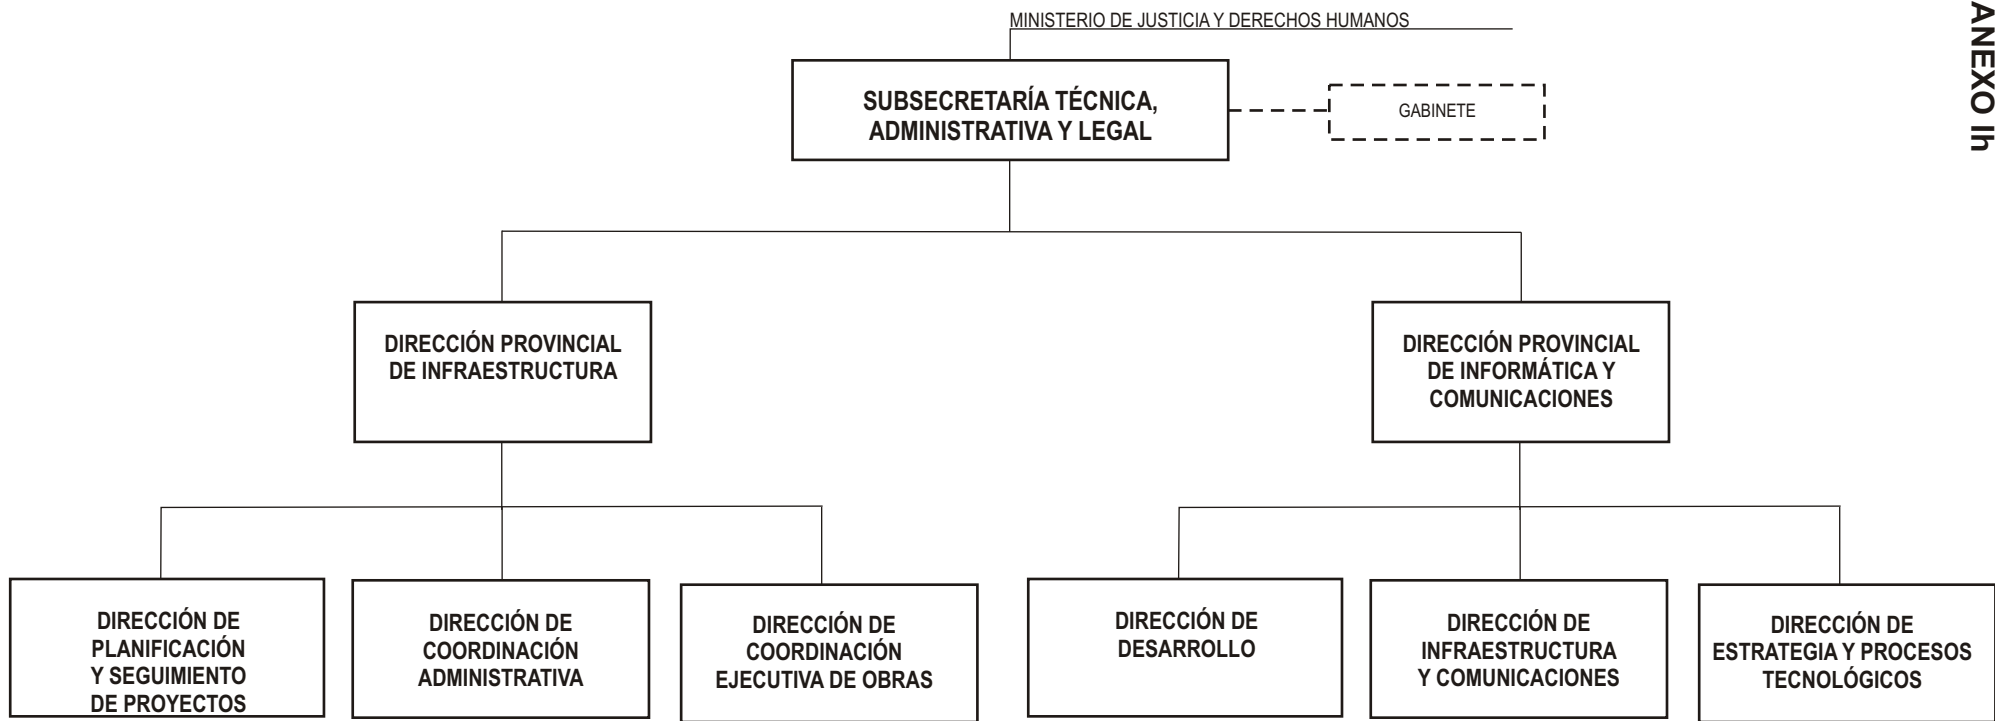 MINISTERIO DE JUSTICIA Y DERECHOS HUMANOS
ANEXO Ih
SUBSECRETARÍA TÉCNICA,
ADMINISTRATIVA Y LEGAL
GABINETE
DIRECCIÓN PROVINCIAL
DE INFRAESTRUCTURA
DIRECCIÓN PROVINCIAL
DE INFORMÁTICA Y
COMUNICACIONES
DIRECCIÓN DE
PLANIFICACIÓN
Y SEGUIMIENTO
DE PROYECTOS
DIRECCIÓN DE
COORDINACIÓN
ADMINISTRATIVA
DIRECCIÓN DE
COORDINACIÓN
EJECUTIVA DE OBRAS
DIRECCIÓN DE
DESARROLLO
DIRECCIÓN DE
INFRAESTRUCTURA
Y COMUNICACIONES
DIRECCIÓN DE
ESTRATEGIA Y PROCESOS
TECNOLÓGICOS